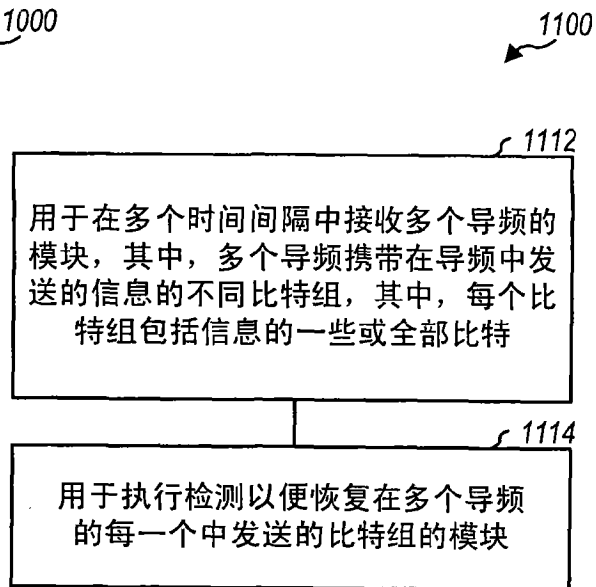 1000
1100
1112
用于在多个时间间隔中接收多个导频的
模块，其中，多个导频携带在导频中发
送的信息的不同比特组，其中，每个比
特组包括信息的一些或全部比特
1114
用于执行检测以便恢复在多个导频
的每一个中发送的比特组的模块